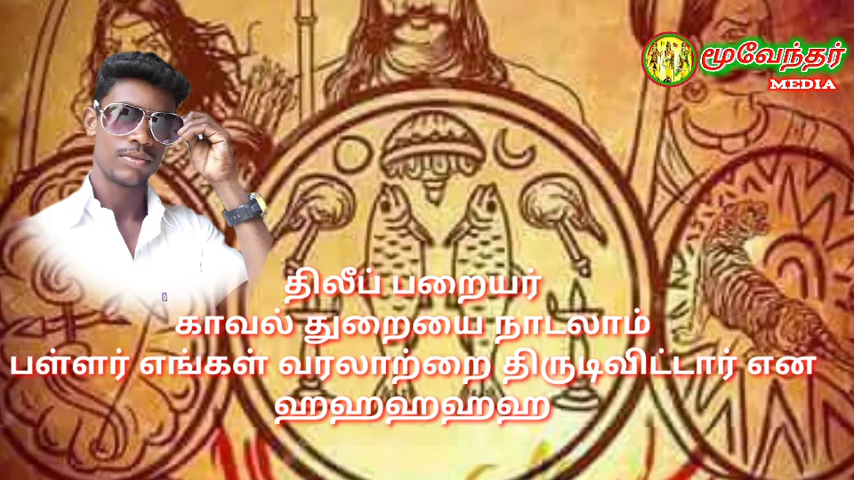 மூவேந்தர்
MEDIA
திலீப் பறையர்
காவல் துறையை நாடலாம்
பள்ளர் எங்கள் வரலாற்றை திருடிவிட்டார் என
ஹஹஹஹஹ